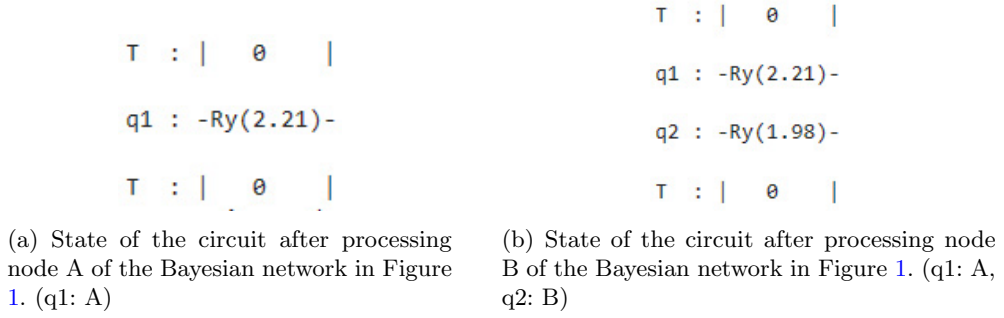 T : | 0 |
q1 : -Ry(2.21)-
T : | 0 |
(a) State of the circuit after processing
node A of the Bayesian network in Figure
1. (q1: A)
T : | 0 |
q1 : -Ry(2.21)-
q2 : -Ry(1.98)-
T : | 0 |
(b) State of the circuit after processing node
B of the Bayesian network in Figure 1. (q1: A,
q2: B)